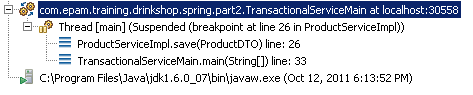 com.epam.training.drinkshop.spring.part2.TransactionalServiceMain at localhost:30558
Thread [main] (Suspended (breakpoint at line 26 in ProductServiceImpl))
ProductServiceImpl.save(ProductDTO) line: 26
TransactionalServiceMain.main(String[]) line: 33
C:\Program Files\Java\jdk1.6.0_07\bin\javaw.exe (Oct 12, 2011 6:13:52 PM)